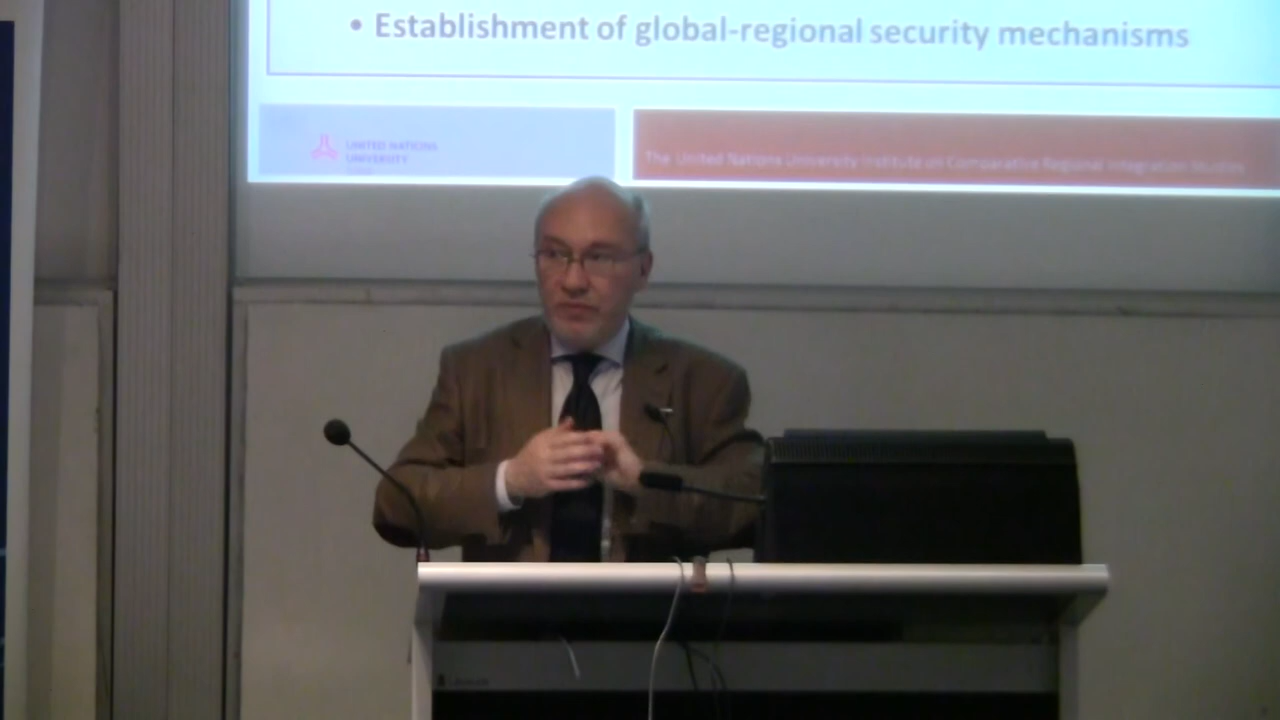 • Establishment of global-regional security mechanisms
UNITED NATIONS
UNIVERSITY
The United Nations University Institute on Comparative Regional Integration Studies